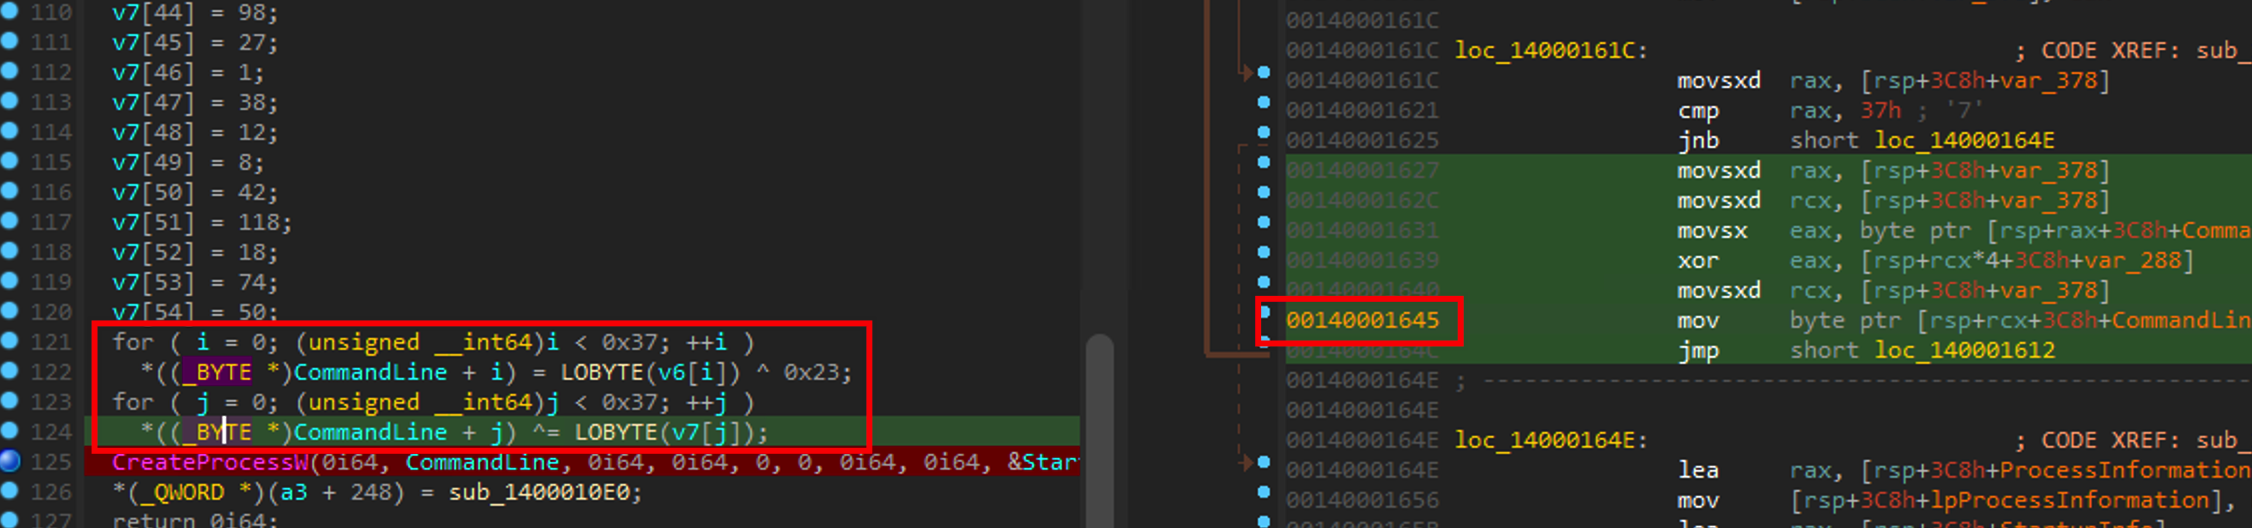 110 v7[44] = 98;
111 v7[45] = 27;
112 v7[46] = 1;
113 v7[47] = 38;
114 v7[48] = 12;
115 v7[49] = 8;
116 v7[50] = 42;
117 v7[51] = 118;
118 v7[52] = 18;
119 v7[53] = 74;
120 v7[54] = 50;
121 for ( i = 0; (unsigned __int64)i < 0x37; ++i )
122 *((_BYTE *)CommandLine + i) = LOBYTE(v6[i]) ^ 0x23;
123 for ( j = 0; (unsigned __int64)j < 0x37; ++j )
124 *((_BYTE *)CommandLine + j) ^= LOBYTE(v7[j]);
125 CreateProcessW(0i64, CommandLine, 0i64, 0i64, 0, 0, 0i64, 0i64, &Star
126 *(_QWORD *)(a3 + 248) = sub_1400010E0;
127 return 0i64;
0014000161C
0014000161C loc_14000161C: ; CODE XREF: sub_
0014000161C movsxd rax, [rsp+3C8h+var_378]
00140001621 cmp rax, 37h ; '7'
00140001625 jnb short loc_14000164E
00140001627 movsxd rax, [rsp+3C8h+var_378]
0014000162C movsxd rcx, [rsp+3C8h+var_378]
00140001631 movsx eax, byte ptr [rsp+rax+3C8h+Comma
00140001639 xor eax, [rsp+rcx*4+3C8h+var_288]
00140001640 movsxd rcx, [rsp+3C8h+var_378]
00140001645 mov byte ptr [rsp+rcx+3C8h+CommandLin
0014000164C jmp short loc_140001612
0014000164E ; ---------------------------------------------------------
0014000164E
0014000164E loc_14000164E: ; CODE XREF: sub_
0014000164E lea rax, [rsp+3C8h+ProcessInformation
00140001656 mov [rsp+3C8h+lpProcessInformation],